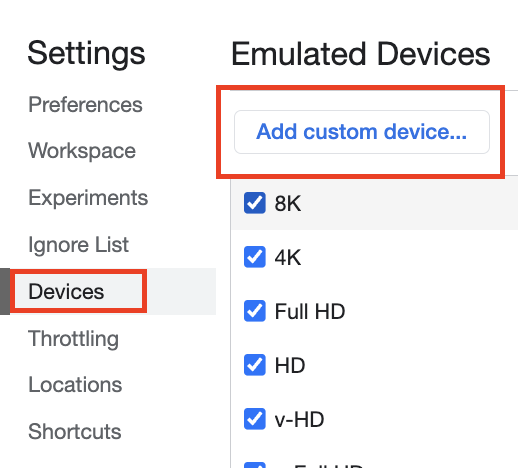 Settings
Preferences
Workspace
Experiments
Ignore List
Devices
Throttling
Locations
Shortcuts
Emulated Devices
Add custom device...
8K
4K
Full HD
HD
v-HD